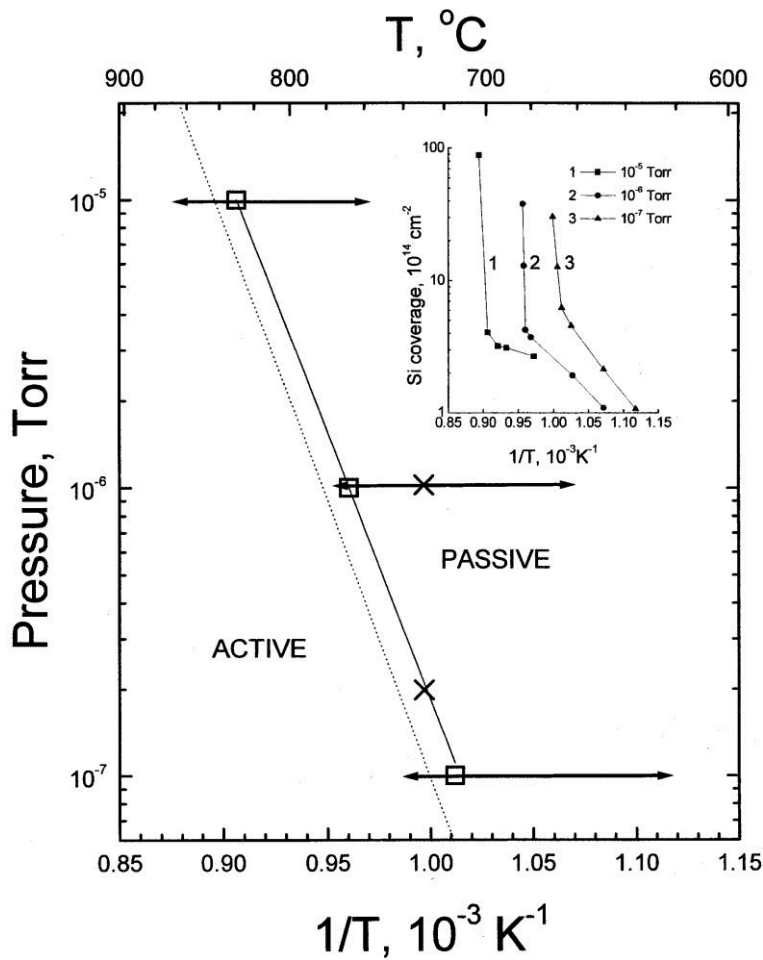 T, °C
900 800 700 600
Pressure, Torr
10⁻⁵
10⁻⁶
10⁻⁷
ACTIVE
PASSIVE
0.85 0.90 0.95 1.00 1.05 1.10 1.15
1/T, 10⁻³ K⁻¹
Si coverage, 10¹⁴ cm⁻²
100
10
1
1 10⁻⁵ Torr
2 10⁻⁶ Torr
3 10⁻⁷ Torr
1 2 3
0.85 0.90 0.95 1.00 1.05 1.10 1.15
1/T, 10⁻³K⁻¹